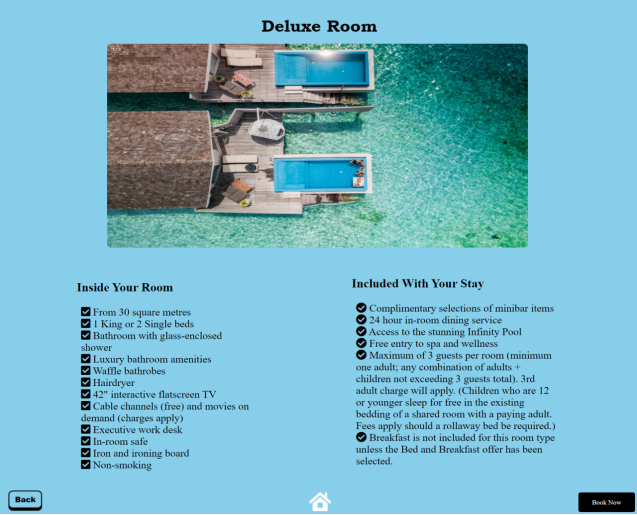 Deluxe Room
Inside Your Room
From 30 square metres
1 King or 2 Single beds
Bathroom with glass-enclosed
shower
Luxury bathroom amenities
Waffle bathrobes
Hairdryer
42" interactive flatscreen TV
Cable channels (free) and movies on
demand (charges apply)
Executive work desk
In-room safe
Iron and ironing board
Non-smoking
Included With Your Stay
Complimentary selections of minibar items
24 hour in-room dining service
Access to the stunning Infinity Pool
Free entry to spa and wellness
Maximum of 3 guests per room (minimum
one adult; any combination of adults +
children not exceeding 3 guests total). 3rd
adult charge will apply. (Children who are 12
or younger sleep for free in the existing
bedding of a shared room with a paying adult.
Fees apply should a rollaway bed be required.)
Breakfast is not included for this room type
unless the Bed and Breakfast offer has been
selected.
Back
Book Now